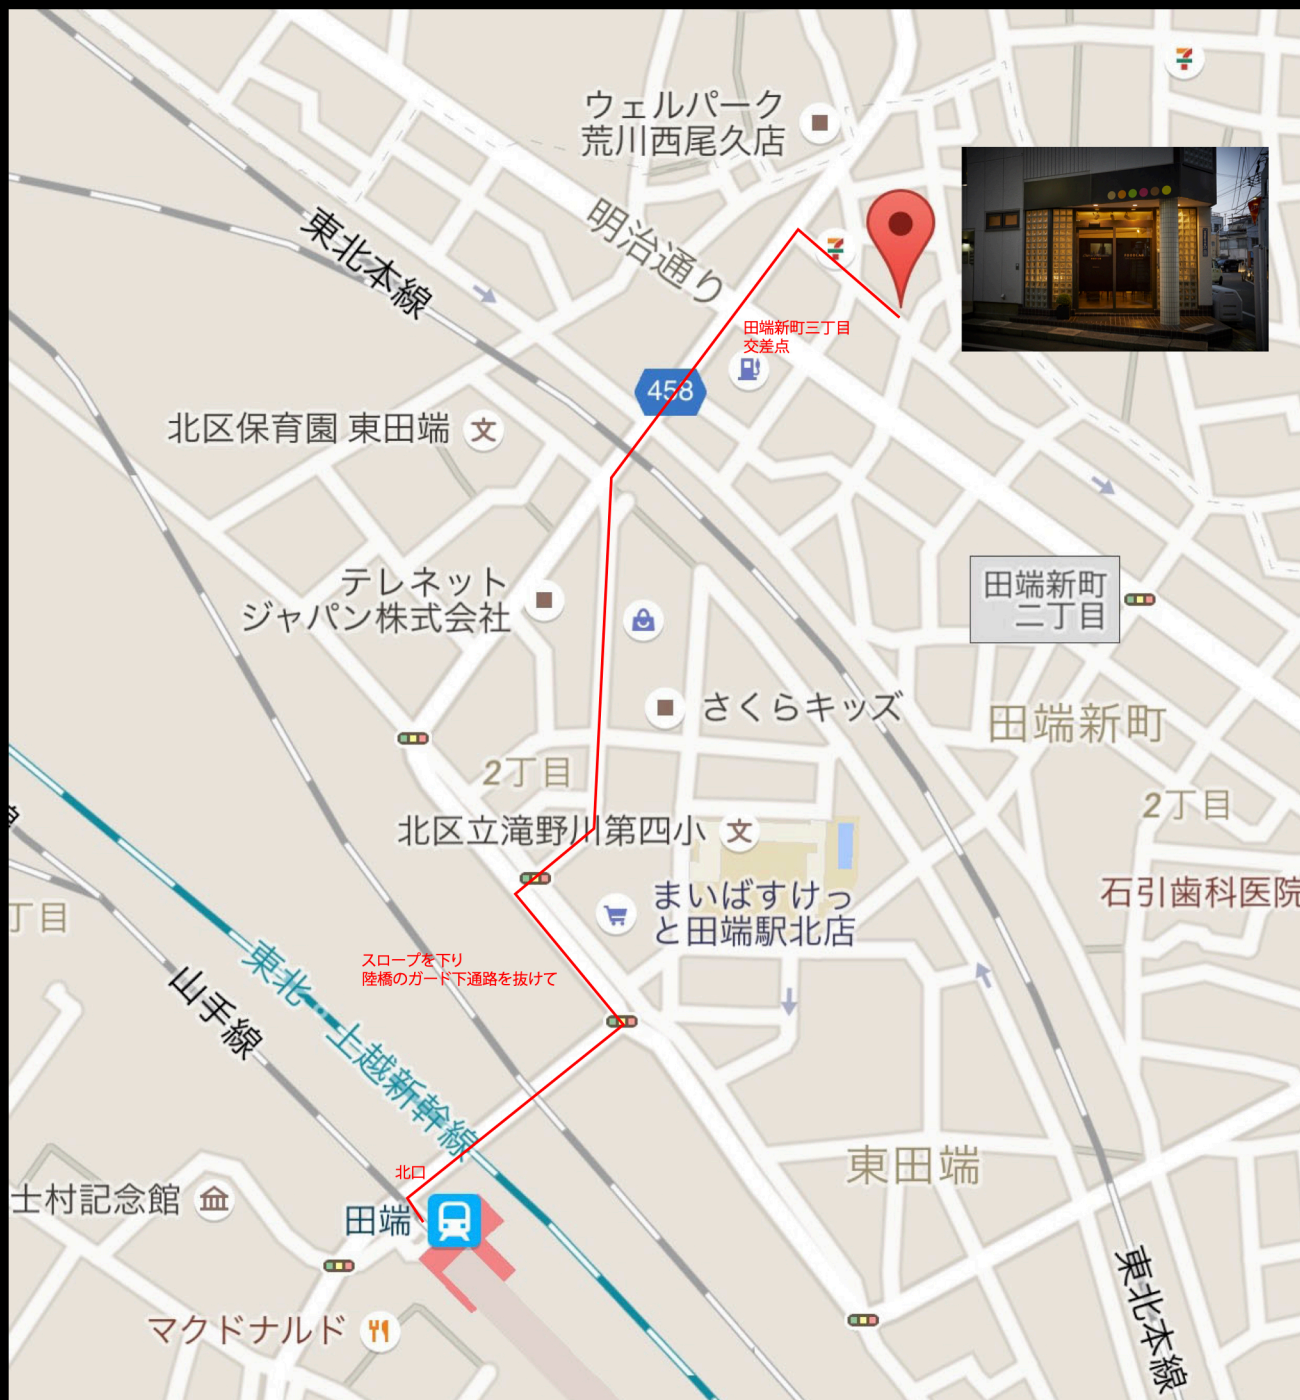 ウェルパーク
荒川西尾久店
明治通り
東北本線
田端新町三丁目
交差点
458
北区保育園 東田端
文
テレネット
ジャパン株式会社
田端新町
二丁目
さくらキッズ
田端新町
2丁目
2丁目
北区立滝野川第四小
文
石引歯科医院
まいばすけっ
と田端駅北店
丁目
スロープを下り
陸橋のガード下通路を抜けて
山手線
東北・上越新幹線
北口
東田端
士村記念館
田端
東北本線
マクドナルド